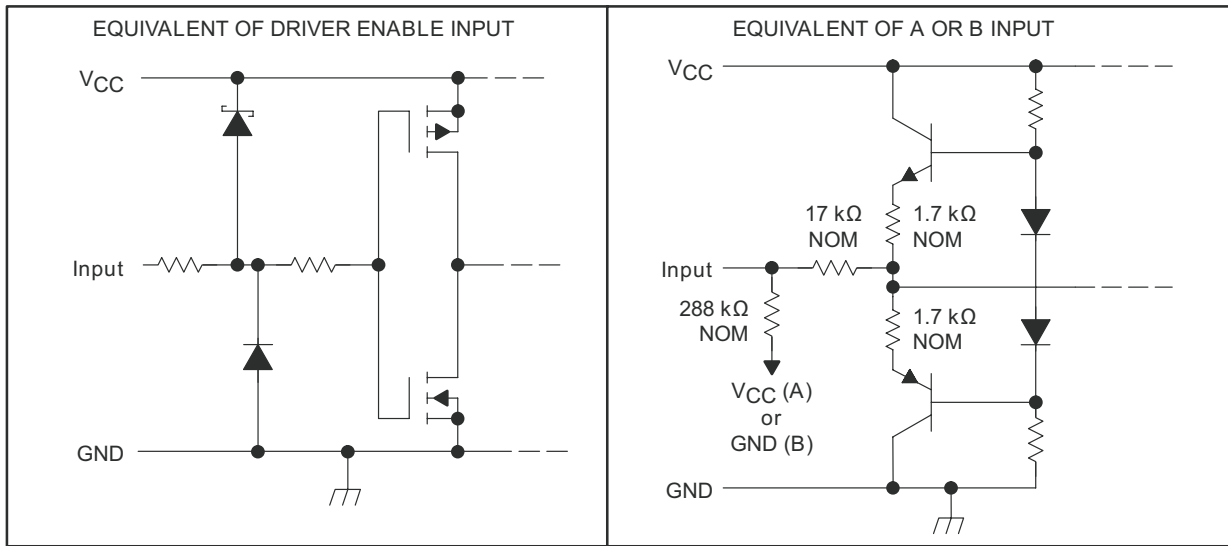 EQUIVALENT OF DRIVER ENABLE INPUT
VCC
Input
GND
EQUIVALENT OF A OR B INPUT
VCC
17 kΩ
NOM
1.7 kΩ
NOM
Input
288 kΩ
NOM
1.7 kΩ
NOM
VCC (A)
or
GND (B)
GND